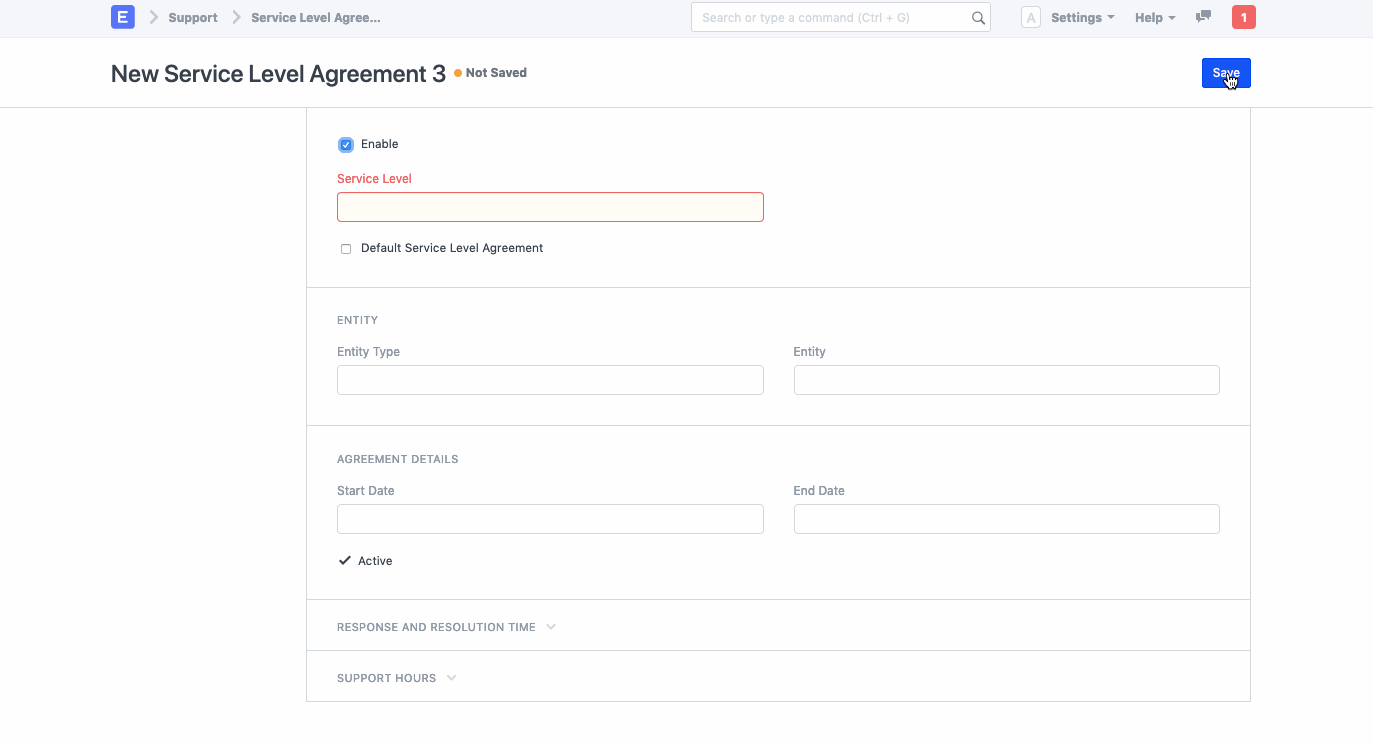 E Support Service Level Agree... Search or type a command (Ctrl + G) A Settings Help 1
New Service Level Agreement 3 Not Saved Save
Enable
Service Level
Default Service Level Agreement
ENTITY
Entity Type Entity
AGREEMENT DETAILS
Start Date End Date
Active
RESPONSE AND RESOLUTION TIME
SUPPORT HOURS